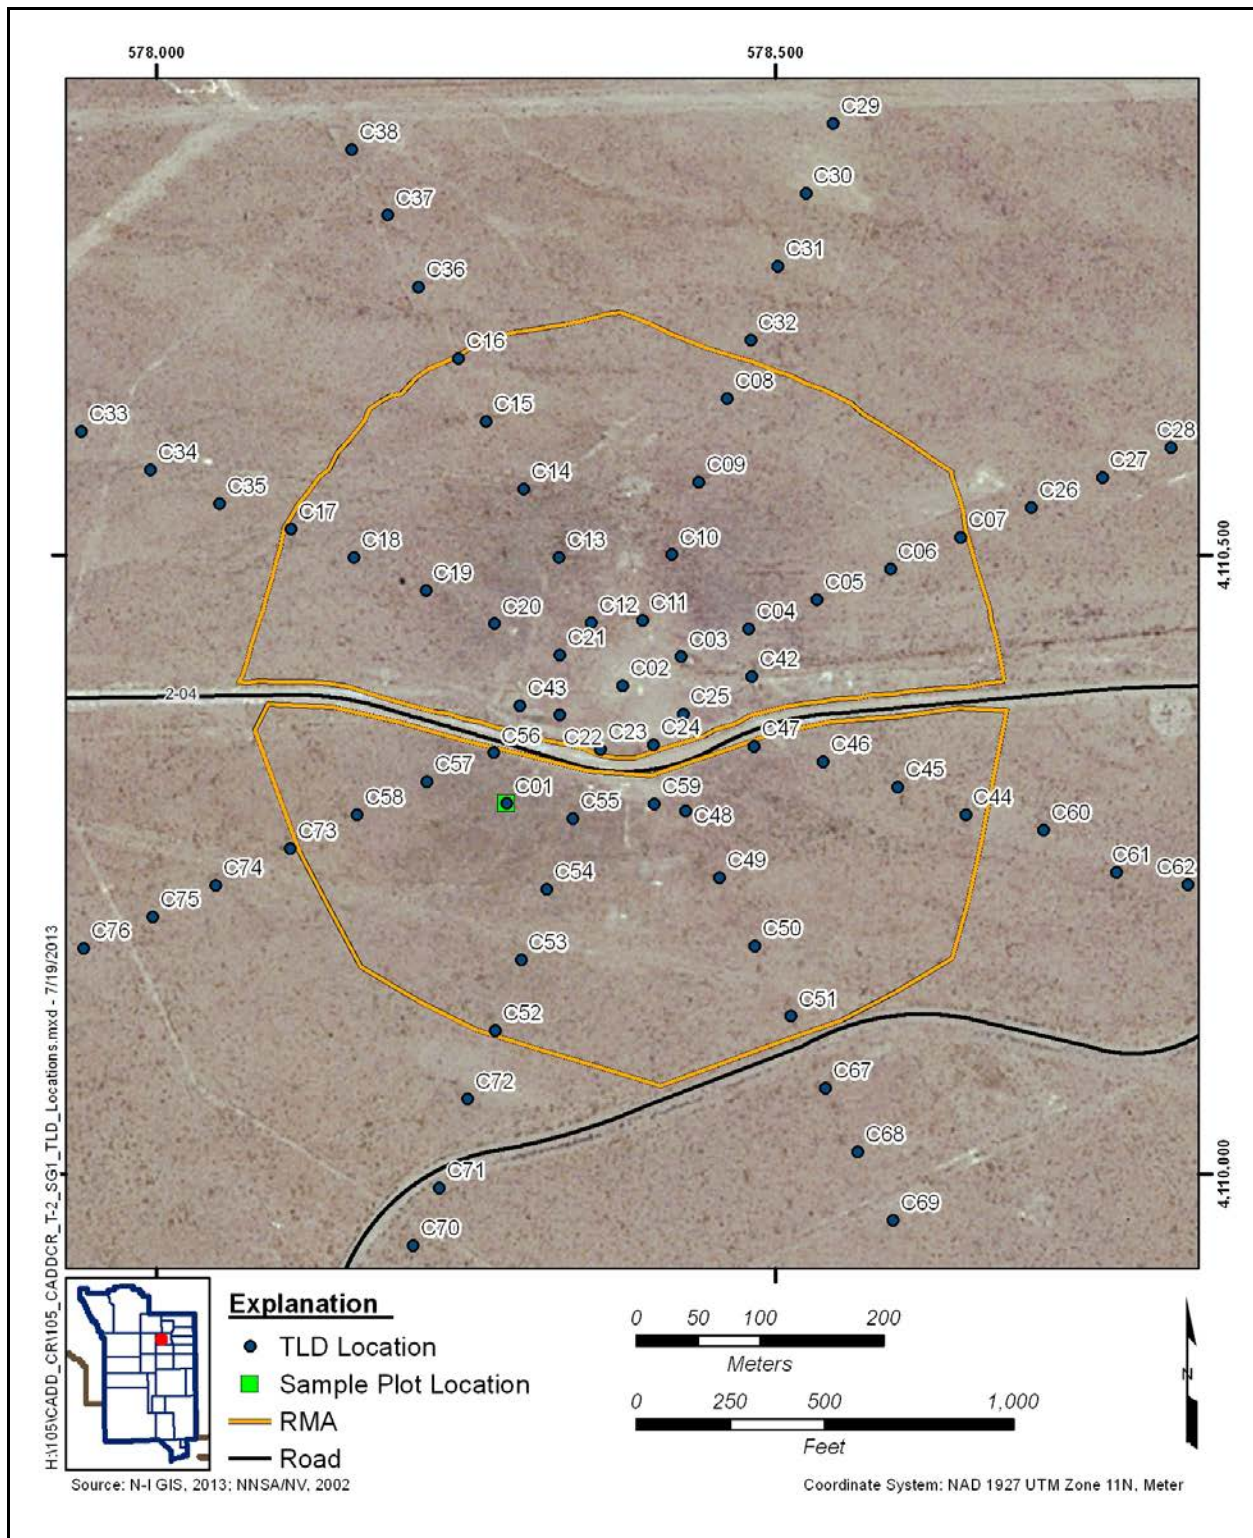 578,000
578,500
C29
C38
C30
C37
C31
C36
C32
C16
C08
C15
C33
C28
C34
C09
C27
C14
C35
C26
C17
C07
C18
C13
C10
C06
4,110,500
C19
C05
C20
C12
C11
C04
C21
C03
C42
C02
2-04
C43
C25
C22
C23
C24
C56
C47
C46
C57
C01
C55
C59
C45
C58
C48
C44
C60
C73
C49
C61
C62
C74
C54
C75
C50
C76
C53
C51
C52
C67
C72
C68
C71
C69
4,110,000
C70
H:\105\CADD_CR\105_CADDCR_T-2_SG1_TLD_Locations.mxd - 7/19/2013
Explanation
TLD Location
Sample Plot Location
RMA
Road
0 50 100 200
Meters
0 250 500 1,000
Feet
N
Source: N-I GIS, 2013; NNSA/NV, 2002
Coordinate System: NAD 1927 UTM Zone 11N, Meter